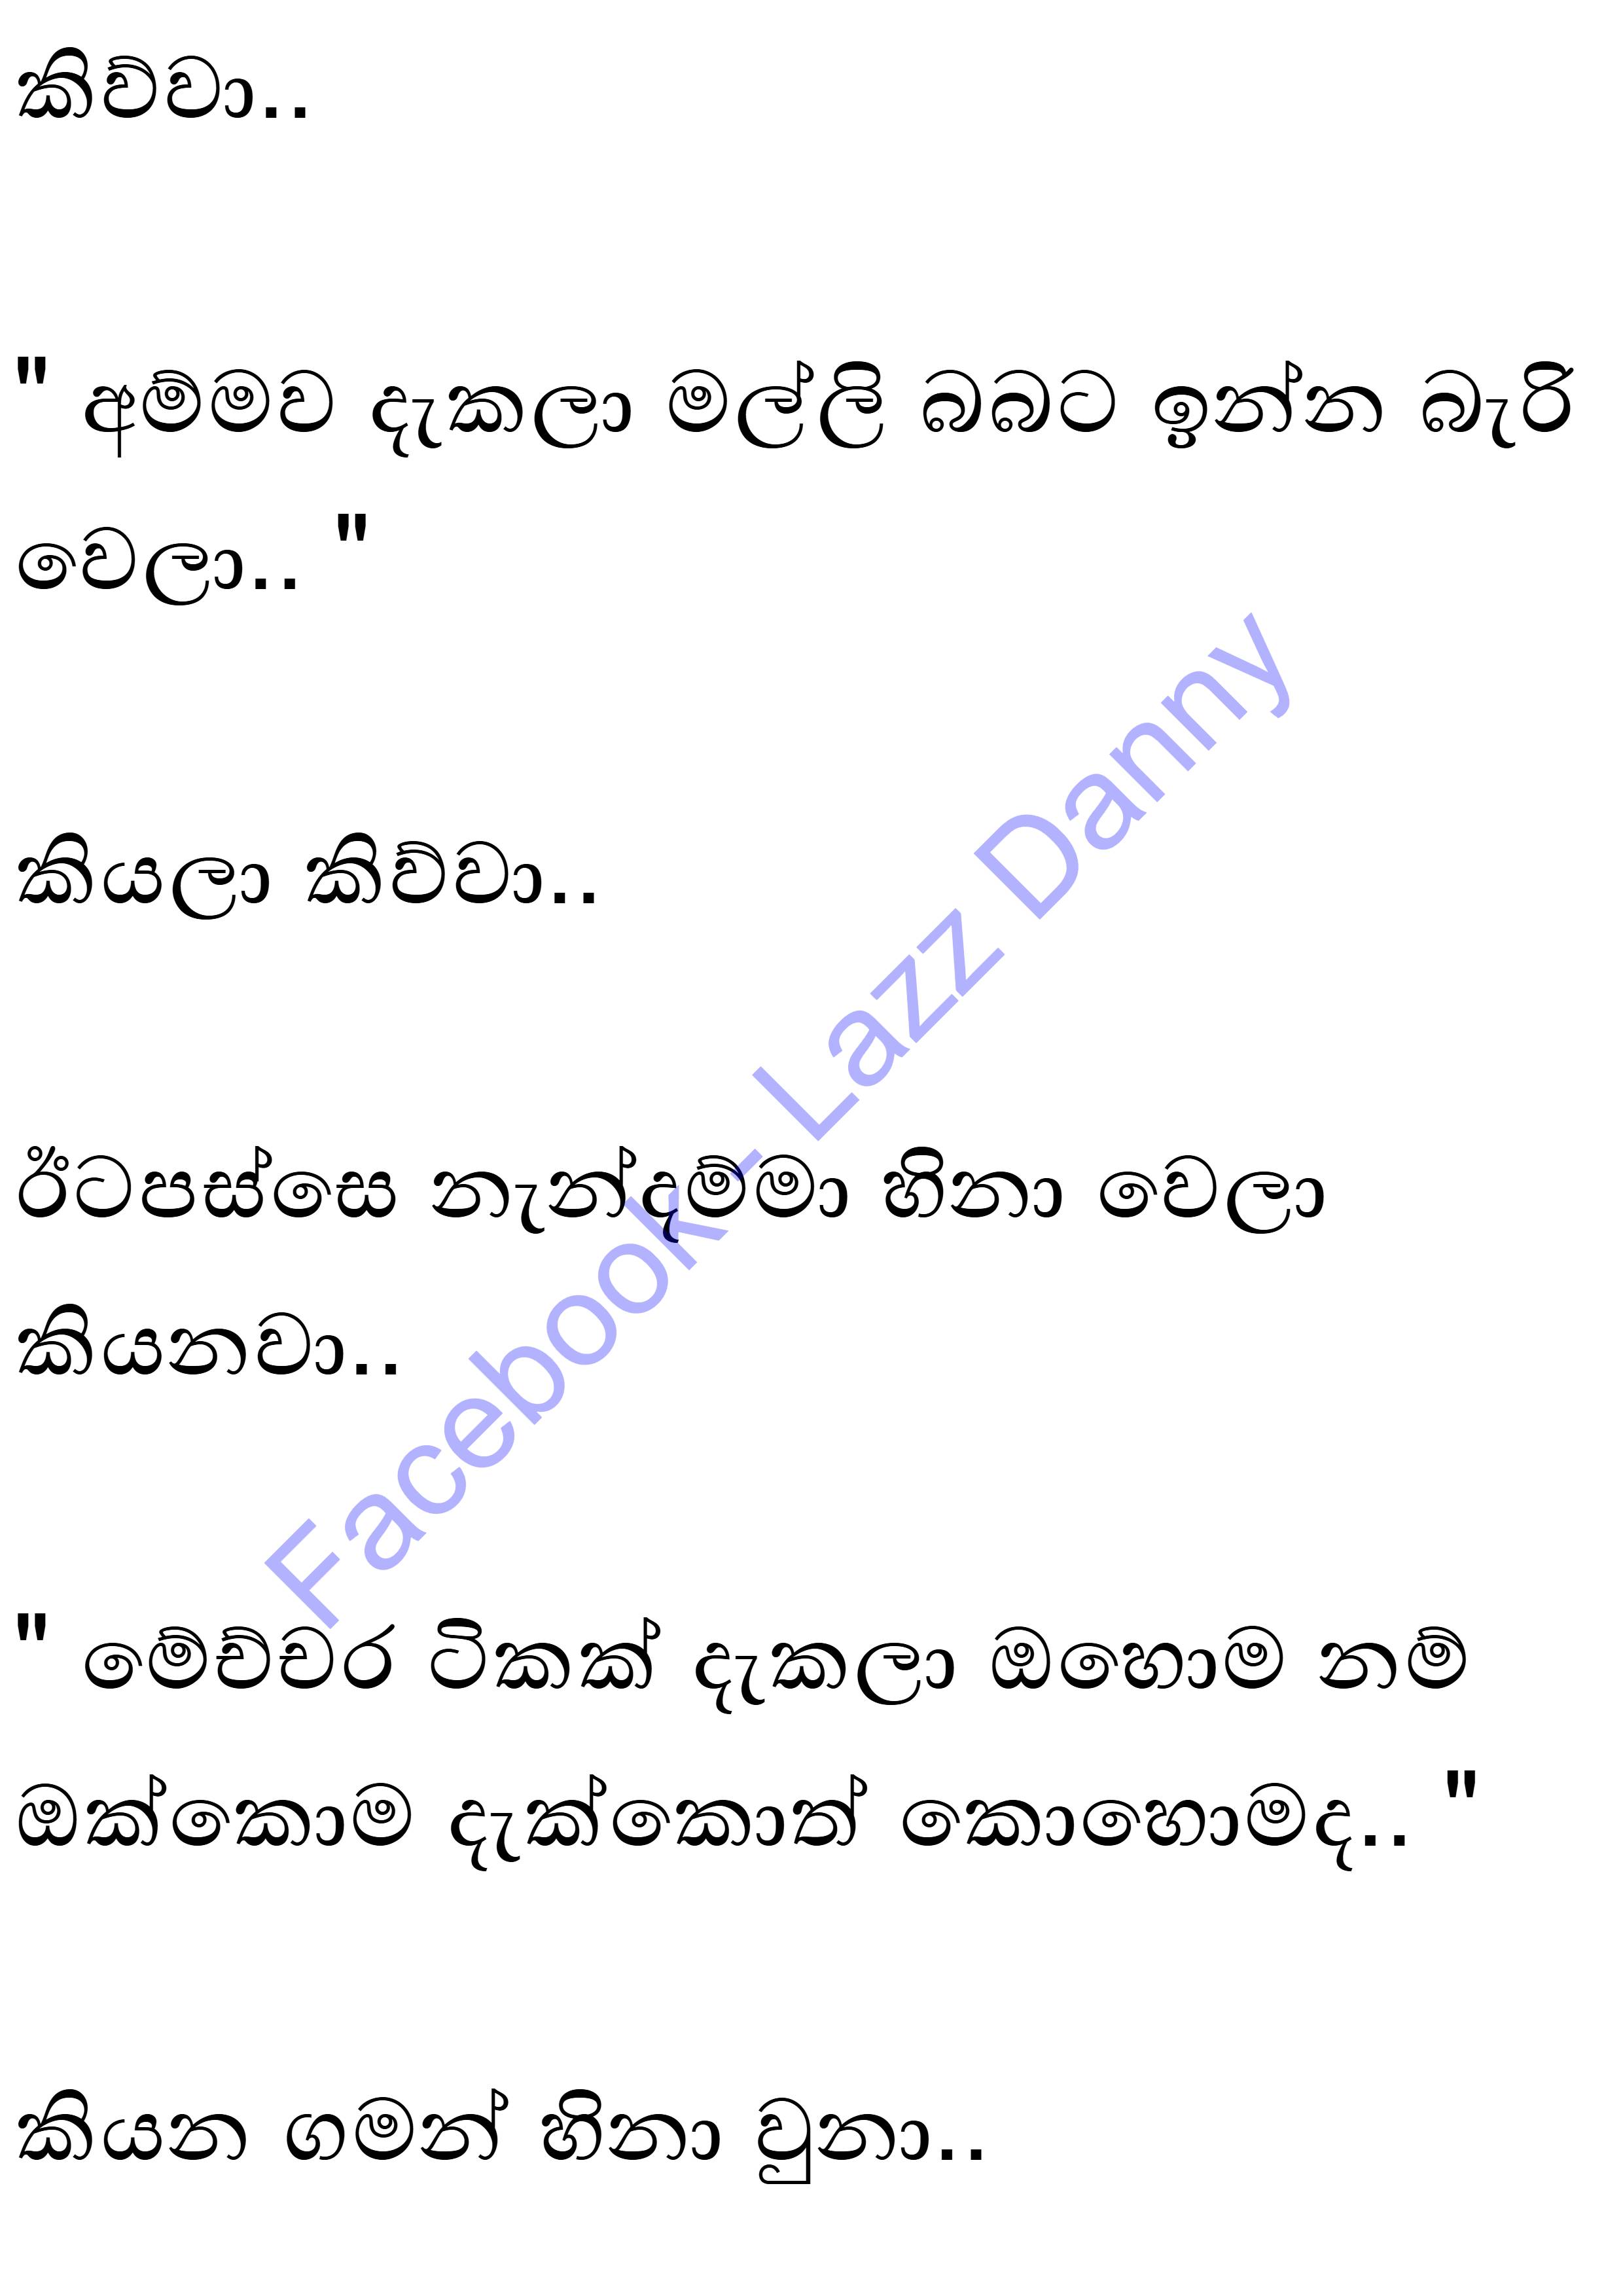 කිව්වා..
" අම්මව දැකලා මල්ලි බබට ඉන්න බැරි
වෙලා.. "
කියලා කිව්වා..
ඊටපස්සෙ නැන්දම්මා හිනා වෙලා
කියනවා..
" මේච්චර ටිකක් දැකලා ඔහොම නම්
ඔක්කොම දැක්කොත් කොහොමද.. "
කියන ගමන් හිනා වුනා..
Facebook - Lazz Danny